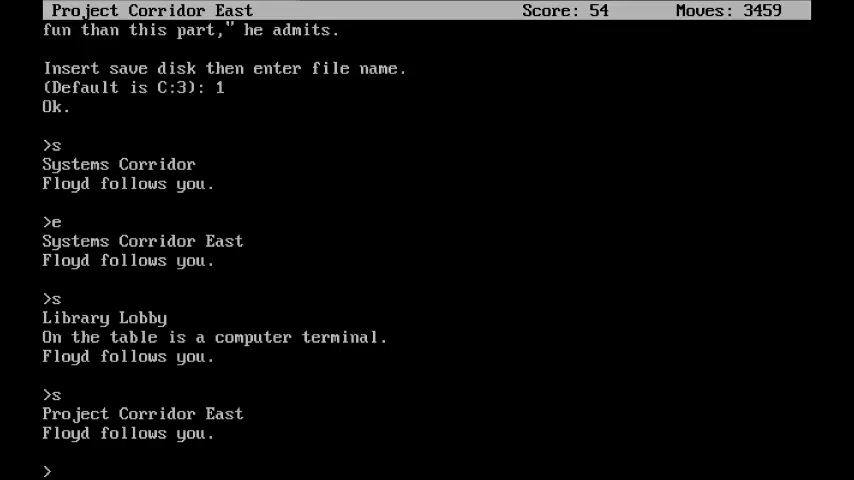 Project Corridor East Score: 54 Moves: 3459
fun than this part," he admits.
Insert save disk then enter file name.
(Default is C:3): 1
Ok.
>s
Systems Corridor
Floyd follows you.
>e
Systems Corridor East
Floyd follows you.
>s
Library Lobby
On the table is a computer terminal.
Floyd follows you.
>s
Project Corridor East
Floyd follows you.
>